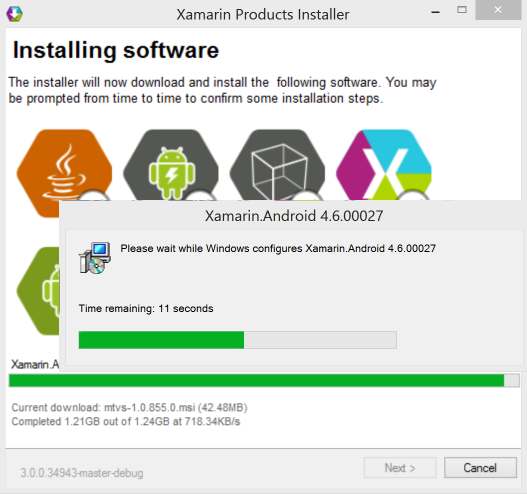 Xamarin Products Installer
Installing software
The installer will now download and install the following software. You may
be prompted from time to time to confirm some installation steps.
Xamarin.Android 4.6.00027
Please wait while Windows configures Xamarin.Android 4.6.00027
Time remaining: 11 seconds
Xamarin.A
Current download: mtvs-1.0.855.0.msi (42.48MB)
Completed 1.21GB out of 1.24GB at 718.34KB/s
3.0.0.34943-master-debug
Next >
Cancel